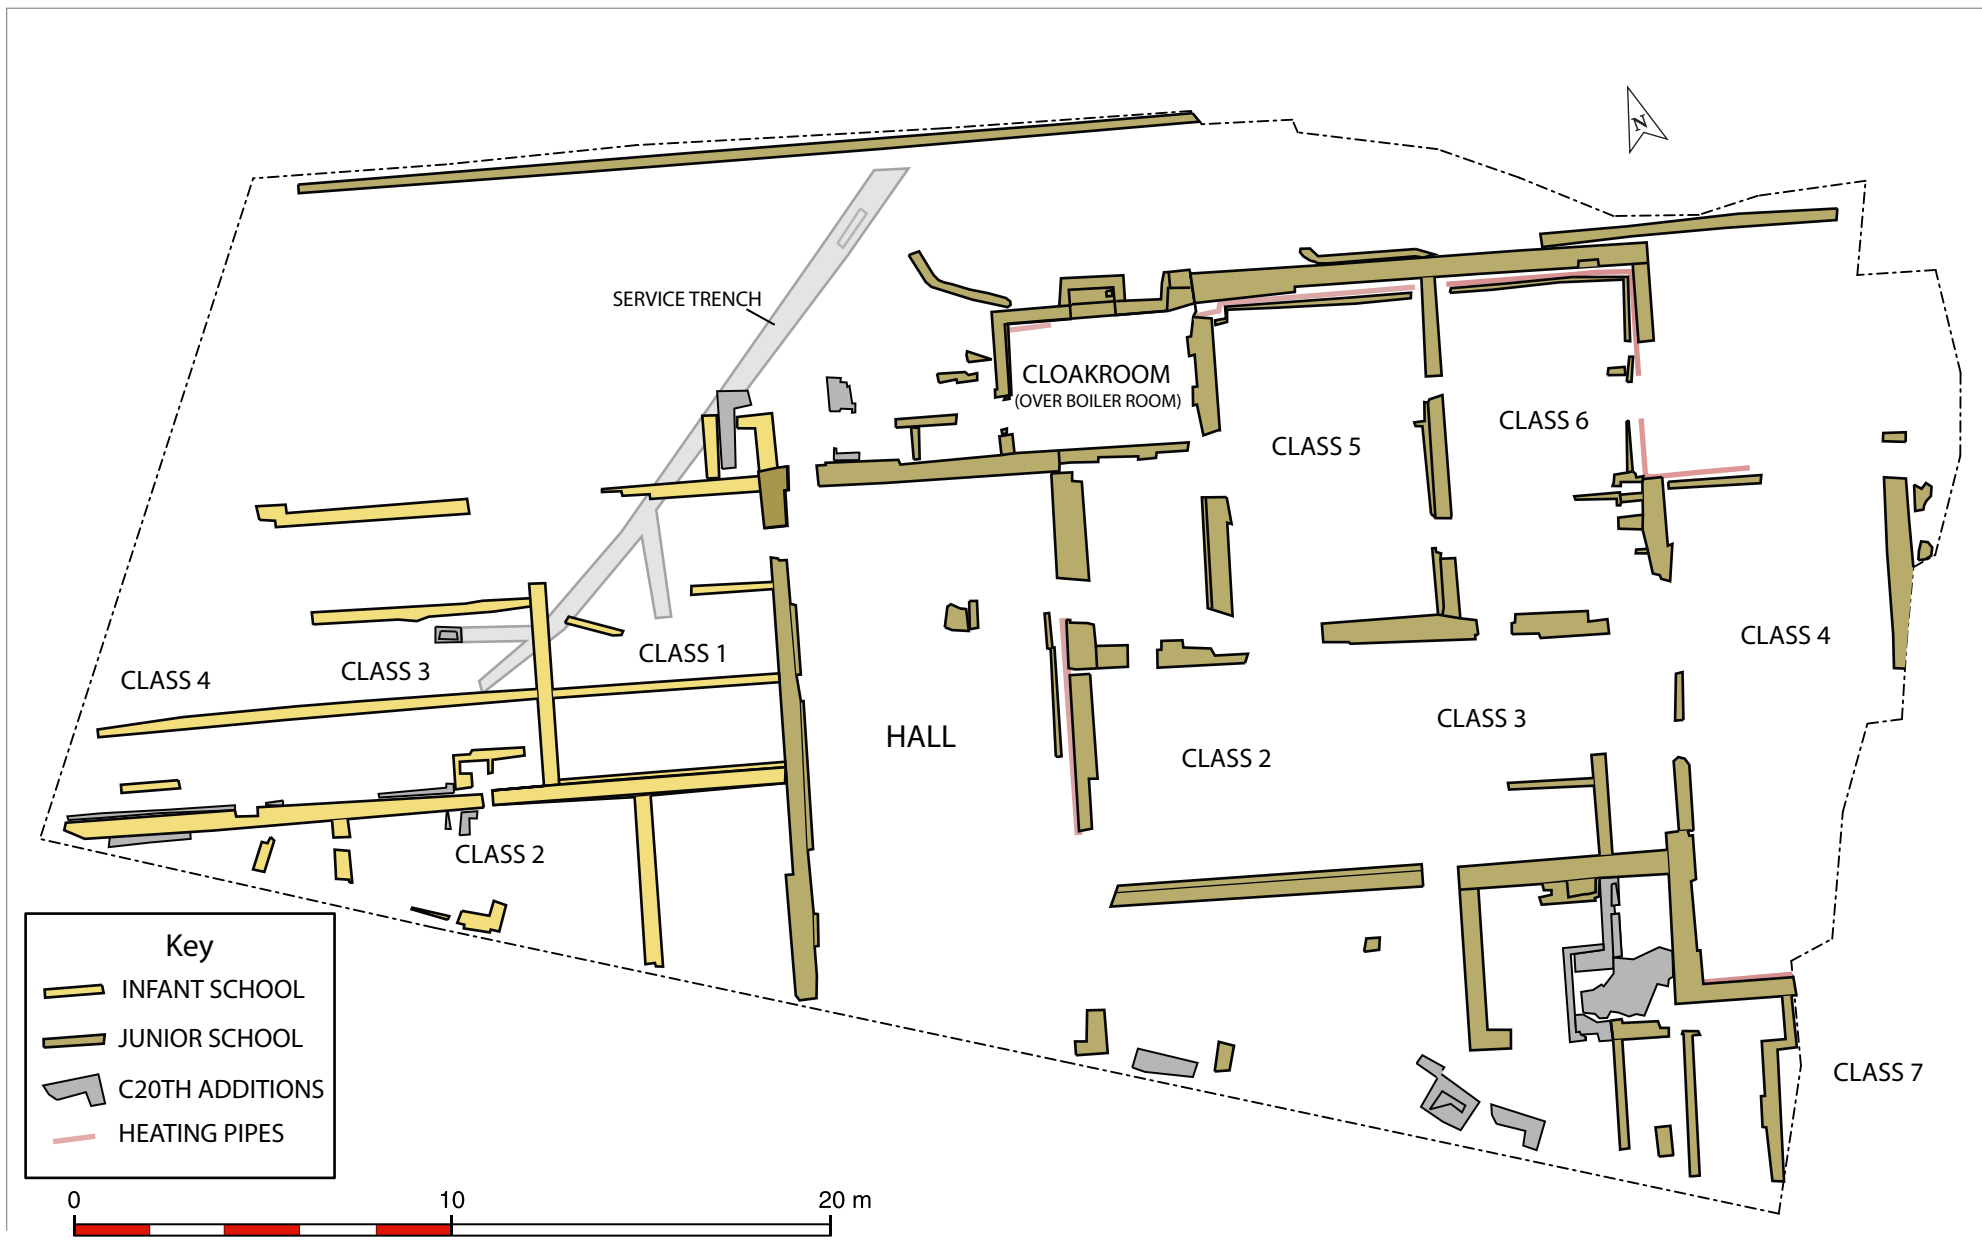 N
SERVICE TRENCH
CLOAKROOM
(OVER BOILER ROOM)
CLASS 5
CLASS 6
CLASS 4
CLASS 3
CLASS 1
CLASS 4
HALL
CLASS 3
CLASS 2
CLASS 2
CLASS 7
Key
INFANT SCHOOL
JUNIOR SCHOOL
C20TH ADDITIONS
HEATING PIPES
0 10 20 m